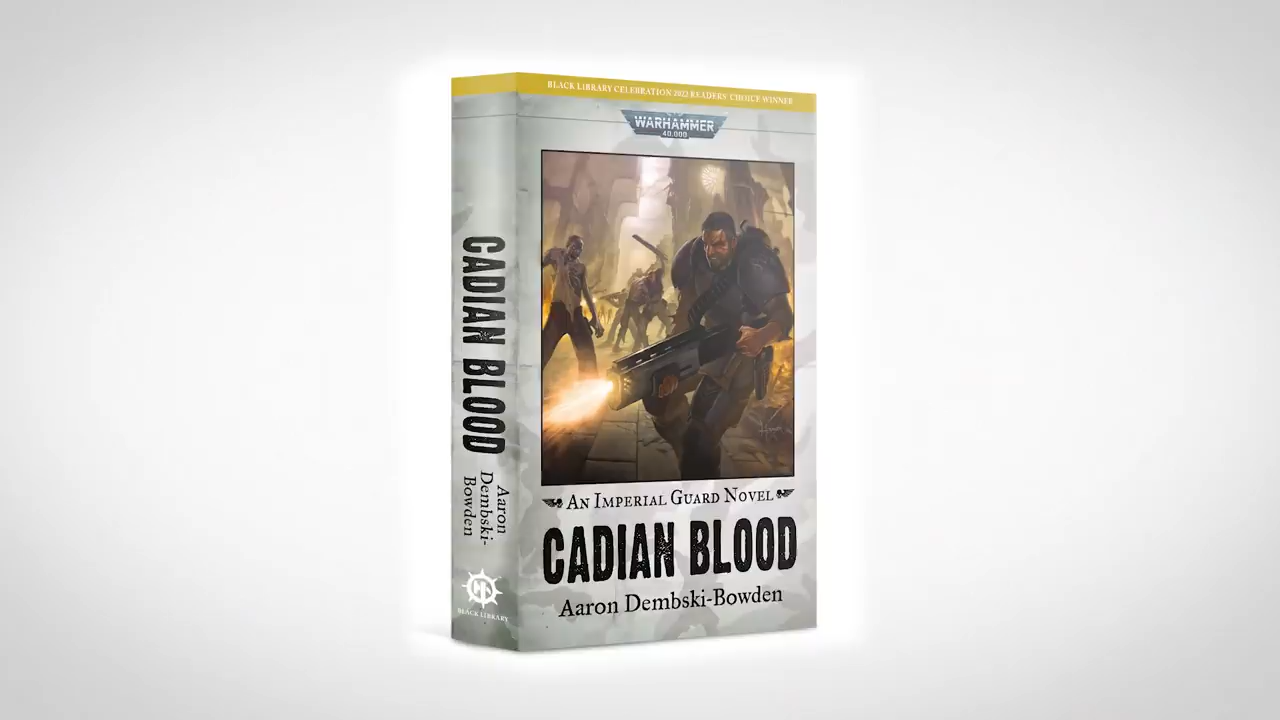 BLACK LIBRARY CELEBRATION 2022 READERS' CHOICE WINNER
WARHAMMER
40,000
AN IMPERIAL GUARD NOVEL
CADIAN BLOOD
Aaron Dembski-Bowden
CADIAN BLOOD
Aaron
Dembski-
Bowden
BLACK LIBRARY